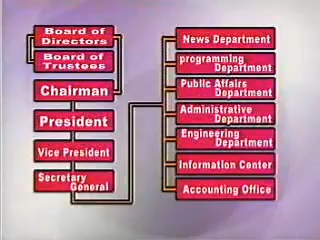 Board of
Directors
Board of
Trustees
Chairman
President
Vice President
Secretary
General
News Department
programming
Department
Public Affairs
Department
Administrative
Department
Engineering
Department
Information Center
Accounting Office